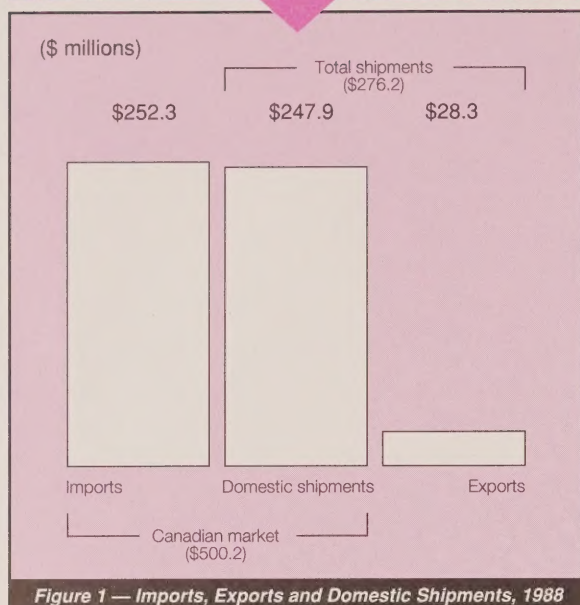 ($ millions)
Total shipments
($276.2)
$252.3 $247.9 $28.3
Imports Domestic shipments Exports
Canadian market
($500.2)
Figure 1 — Imports, Exports and Domestic Shipments, 1988